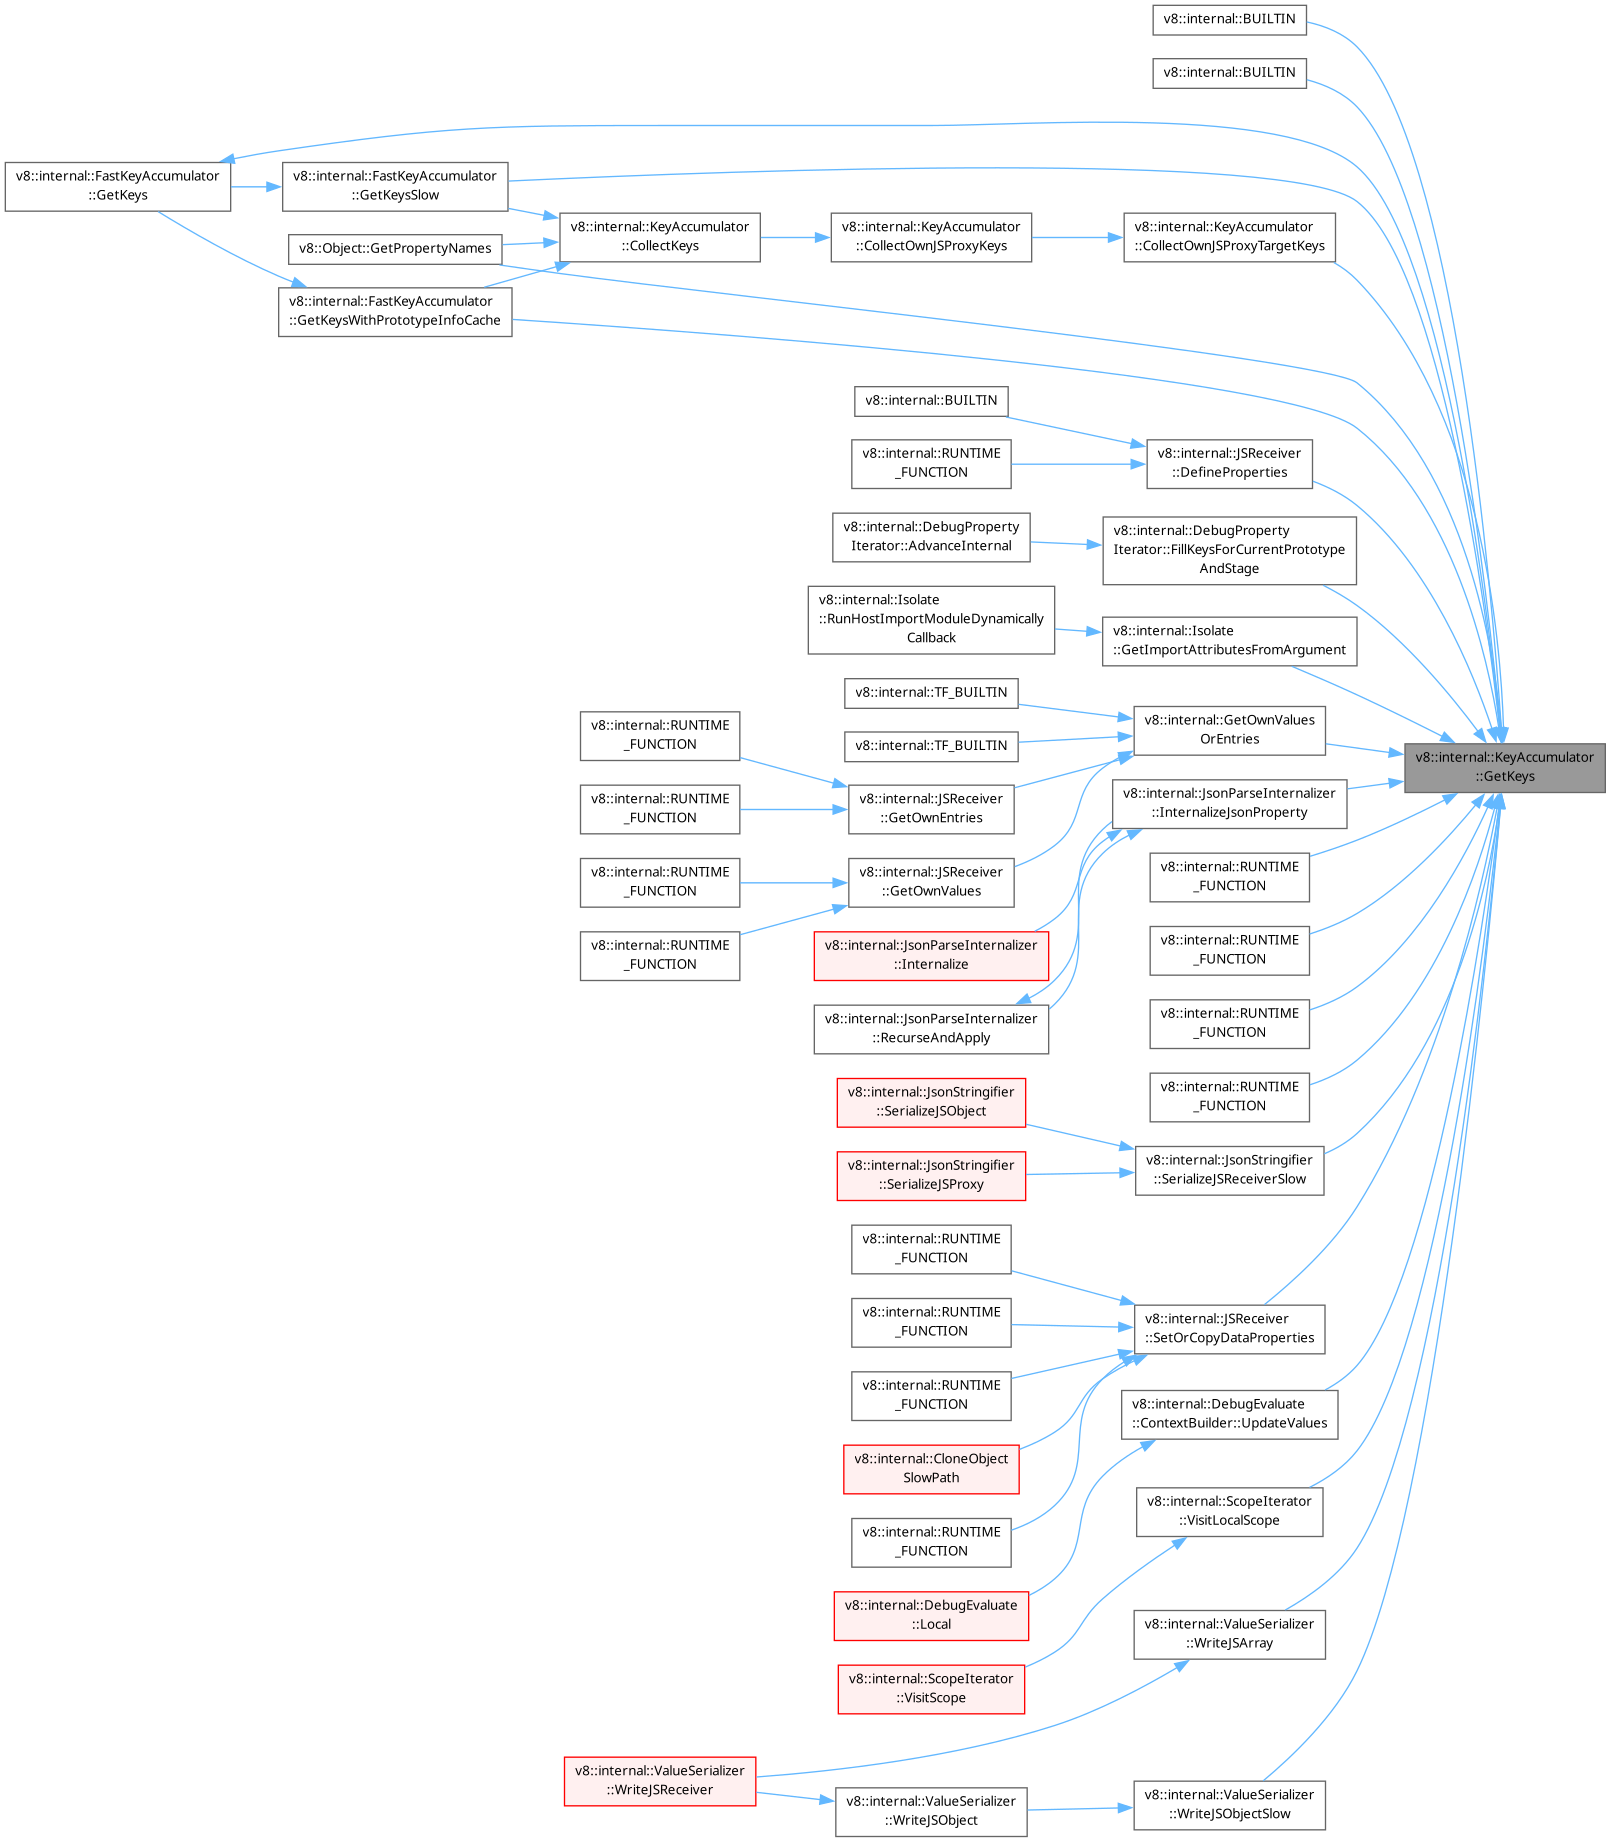 v8::internal::BUILTIN
v8::internal::BUILTIN
v8::internal::FastKeyAccumulator
::GetKeys
v8::internal::FastKeyAccumulator
::GetKeysSlow
v8::Object::GetPropertyNames
v8::internal::FastKeyAccumulator
::GetKeysWithPrototypeInfoCache
v8::internal::KeyAccumulator
::CollectKeys
v8::internal::KeyAccumulator
::CollectOwnJSProxyKeys
v8::internal::KeyAccumulator
::CollectOwnJSProxyTargetKeys
v8::internal::BUILTIN
v8::internal::RUNTIME
_FUNCTION
v8::internal::JSReceiver
::DefineProperties
v8::internal::DebugProperty
Iterator::AdvanceInternal
v8::internal::DebugProperty
Iterator::FillKeysForCurrentPrototype
AndStage
v8::internal::Isolate
::RunHostImportModuleDynamically
Callback
v8::internal::Isolate
::GetImportAttributesFromArgument
v8::internal::TF_BUILTIN
v8::internal::TF_BUILTIN
v8::internal::GetOwnValues
OrEntries
v8::internal::KeyAccumulator
::GetKeys
v8::internal::RUNTIME
_FUNCTION
v8::internal::RUNTIME
_FUNCTION
v8::internal::JSReceiver
::GetOwnEntries
v8::internal::JsonParseInternalizer
::InternalizeJsonProperty
v8::internal::RUNTIME
_FUNCTION
v8::internal::RUNTIME
_FUNCTION
v8::internal::JSReceiver
::GetOwnValues
v8::internal::JsonParseInternalizer
::Internalize
v8::internal::JsonParseInternalizer
::RecurseAndApply
v8::internal::RUNTIME
_FUNCTION
v8::internal::RUNTIME
_FUNCTION
v8::internal::RUNTIME
_FUNCTION
v8::internal::RUNTIME
_FUNCTION
v8::internal::JsonStringifier
::SerializeJSObject
v8::internal::JsonStringifier
::SerializeJSProxy
v8::internal::JsonStringifier
::SerializeJSReceiverSlow
v8::internal::RUNTIME
_FUNCTION
v8::internal::RUNTIME
_FUNCTION
v8::internal::RUNTIME
_FUNCTION
v8::internal::JSReceiver
::SetOrCopyDataProperties
v8::internal::CloneObject
SlowPath
v8::internal::RUNTIME
_FUNCTION
v8::internal::DebugEvaluate
::ContextBuilder::UpdateValues
v8::internal::DebugEvaluate
::Local
v8::internal::ScopeIterator
::VisitLocalScope
v8::internal::ScopeIterator
::VisitScope
v8::internal::ValueSerializer
::WriteJSArray
v8::internal::ValueSerializer
::WriteJSReceiver
v8::internal::ValueSerializer
::WriteJSObject
v8::internal::ValueSerializer
::WriteJSObjectSlow